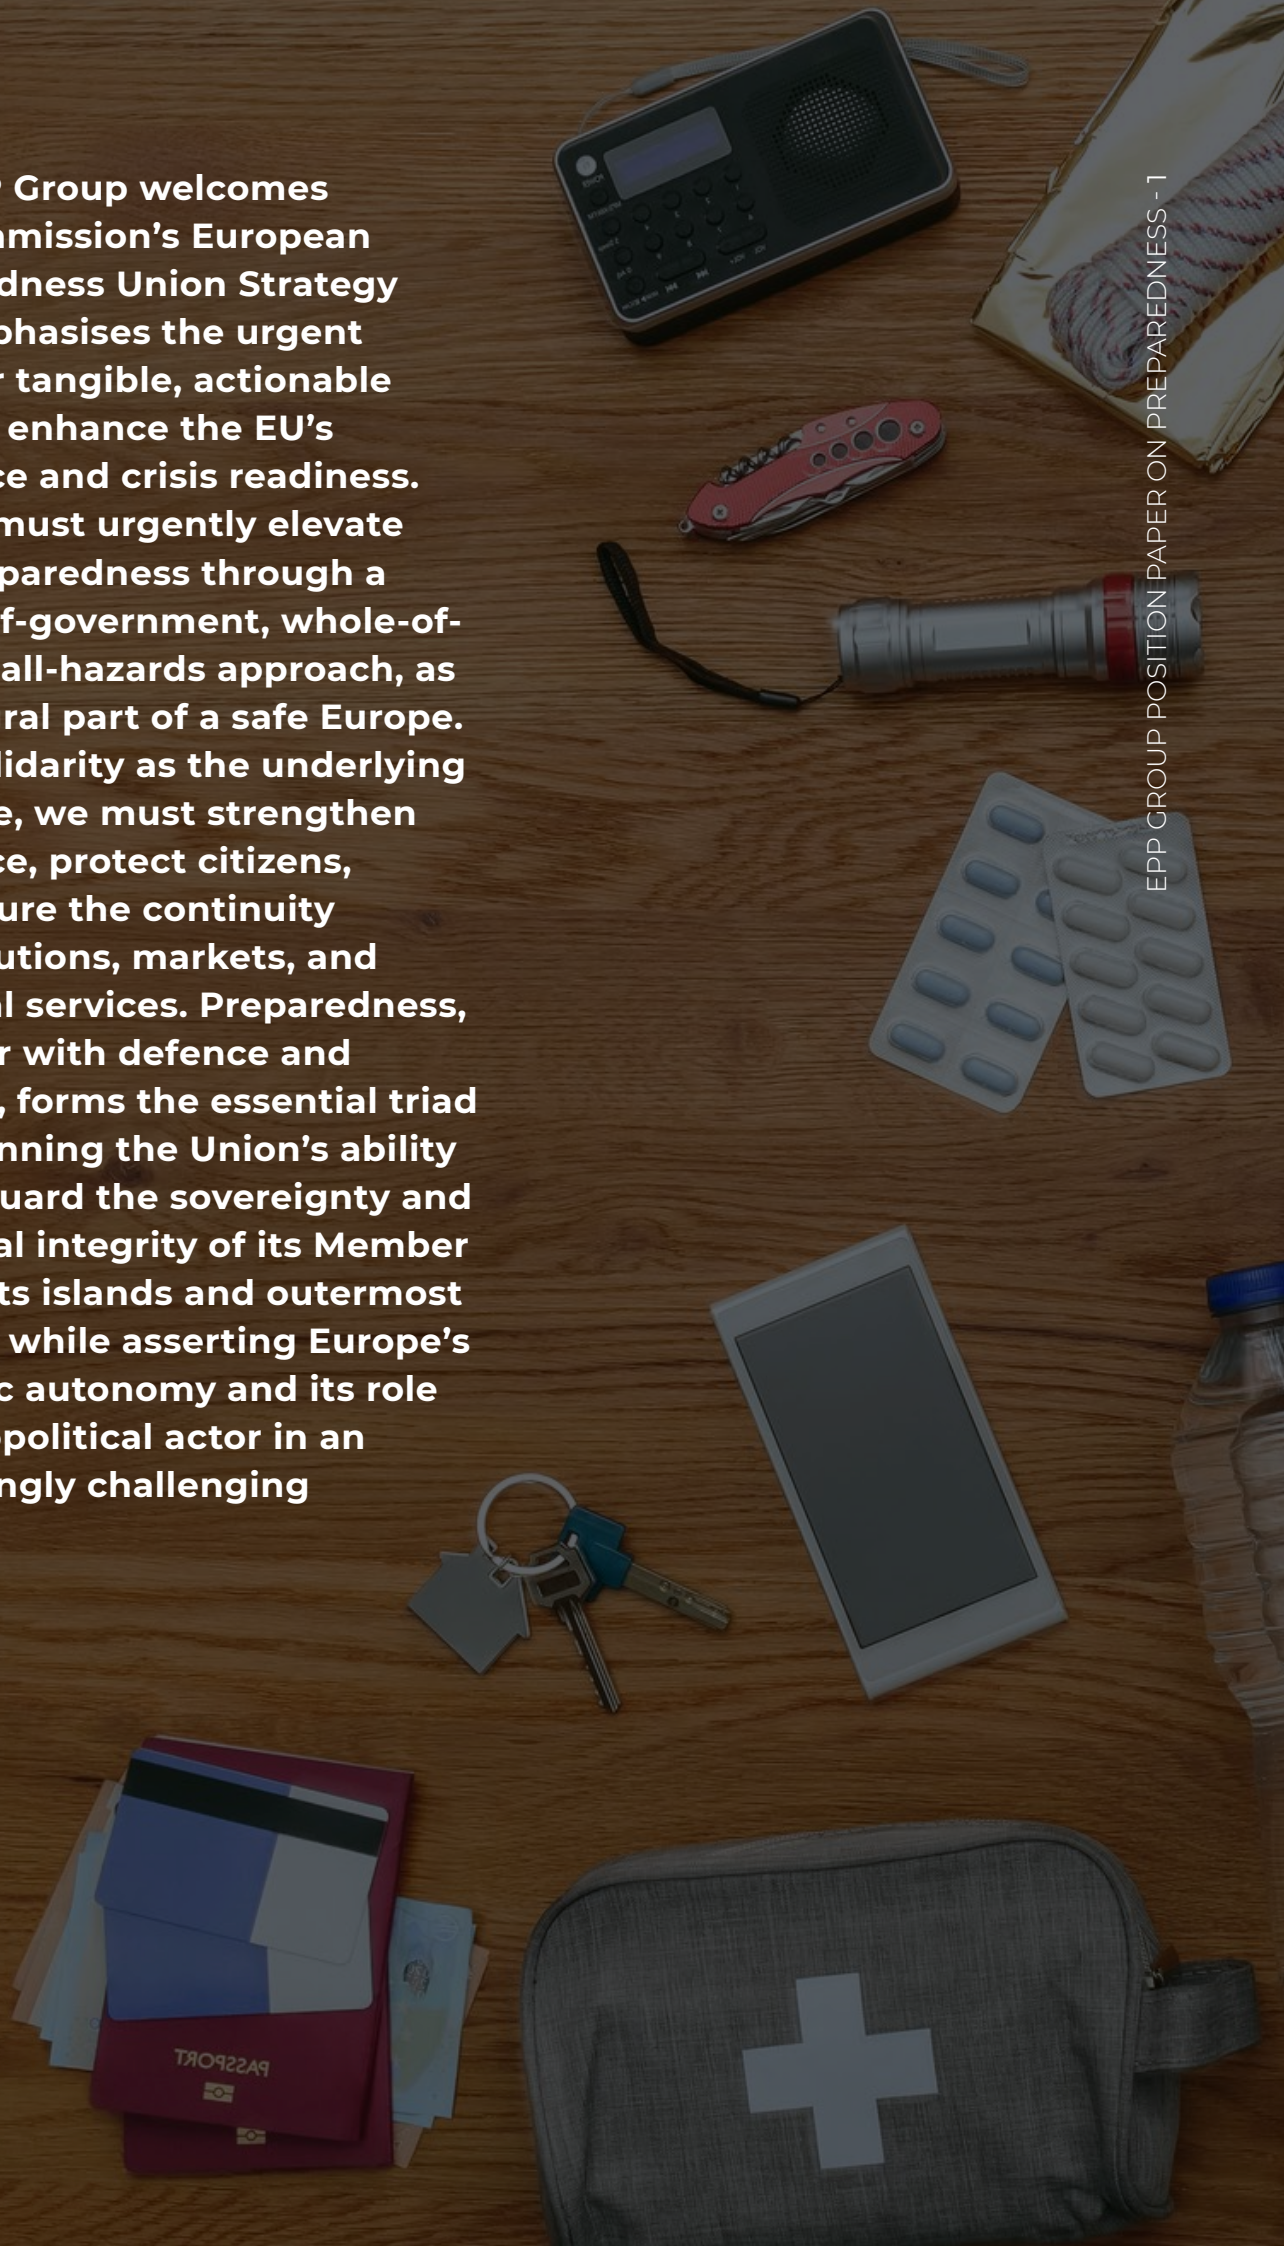 Group welcomes
mmission’s European
dness Union Strategy
phasises the urgent
r tangible, actionable
enhance the EU’s
ce and crisis readiness.
must urgently elevate
paredness through a
f-government, whole-of-
all-hazards approach, as
ral part of a safe Europe.
lidarity as the underlying
e, we must strengthen
ce, protect citizens,
ure the continuity
utions, markets, and
al services. Preparedness,
r with defence and
, forms the essential triad
nning the Union’s ability
uard the sovereignty and
al integrity of its Member
ts islands and outermost
while asserting Europe’s
c autonomy and its role
opolitical actor in an
ngly challenging
EPP GROUP POSITION PAPER ON PREPAREDNESS - 1
PASSPORT